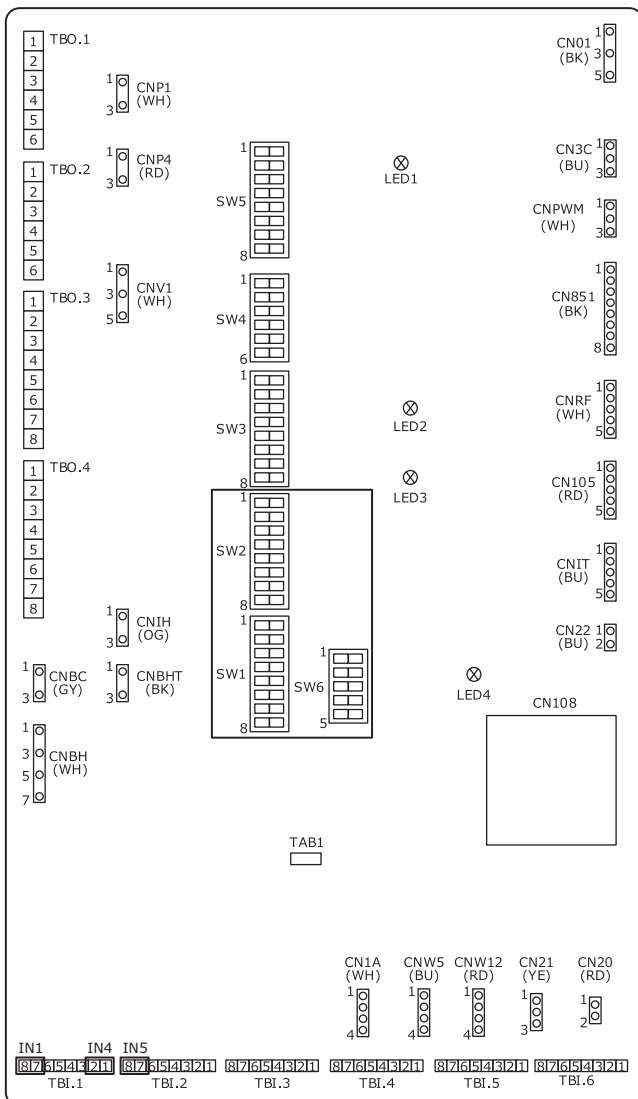 1 TBO.1
2
3
4
5
6
1 CNP1
3 (WH)
1 CNP4
3 (RD)
1 TBO.2
2
3
4
5
6
1
3 CNV1
5 (WH)
1 TBO.3
2
3
4
5
6
7
8
1 TBO.4
2
3
4
5
6
7
8
1 CNIH
3 (OG)
1 CNBC
3 (GY)
1 CNBHT
3 (BK)
1
3 CNBH
5 (WH)
7
1
SW5
8
1
SW4
6
1
SW3
8
1
SW2
8
1
SW1
8
1
SW6
5
LED1
LED2
LED3
LED4
CN01 1
(BK) 3
5
CN3C 1
(BU) 3
CNPWM 1
(WH) 3
1
CN851
(BK)
8
CNRF 1
(WH)
5
CN105 1
(RD)
5
CNIT 1
(BU)
5
CN22 1
(BU) 2
CN108
TAB1
CN1A
(WH)
1
4
CNW5
(BU)
1
4
CNW12
(RD)
1
4
CN21
(YE)
1
3
CN20
(RD)
1
2
IN1 IN4 IN5
8 7 6 5 4 3 2 1
TBI.1
8 7 6 5 4 3 2 1
TBI.2
8 7 6 5 4 3 2 1
TBI.3
8 7 6 5 4 3 2 1
TBI.4
8 7 6 5 4 3 2 1
TBI.5
8 7 6 5 4 3 2 1
TBI.6